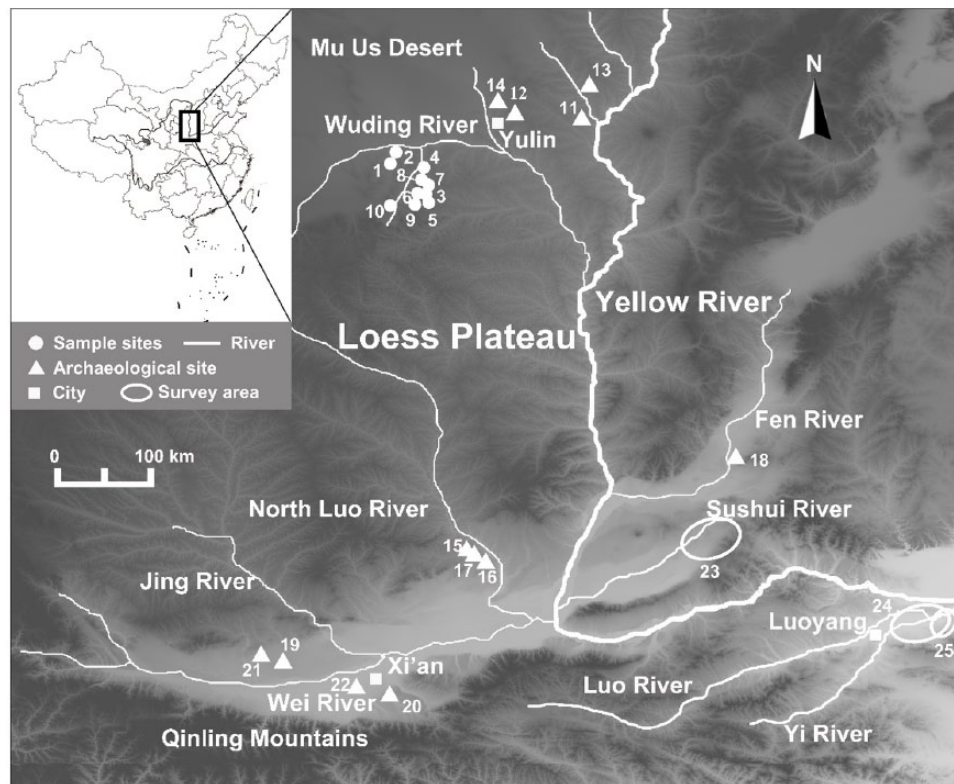 Mu Us Desert
N
13
14
12
11
Yulin
Wuding River
2
4
1
8
7
6
3
10
9
5
Yellow River
Loess Plateau
Sample sites
River
Archaeological site
City
Survey area
Fen River
0
100 km
18
North Luo River
Sushui River
15
17
16
23
Jing River
24
Luoyang
19
21
25
Xi'an
22
Wei River
20
Luo River
Qinling Mountains
Yi River